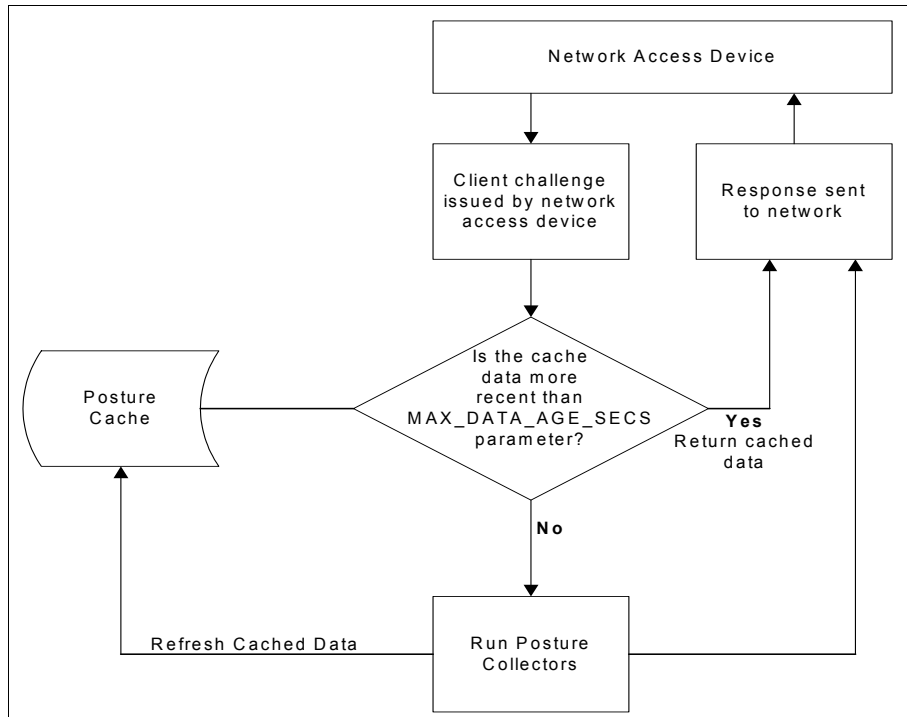 Network Access Device
Client challenge
issued by network
access device
Response sent
to network
Is the cache
data more
recent than
MAX_DATA_AGE_SECS
parameter?
Posture
Cache
Yes
Return cached
data
No
Refresh Cached Data
Run Posture
Collectors